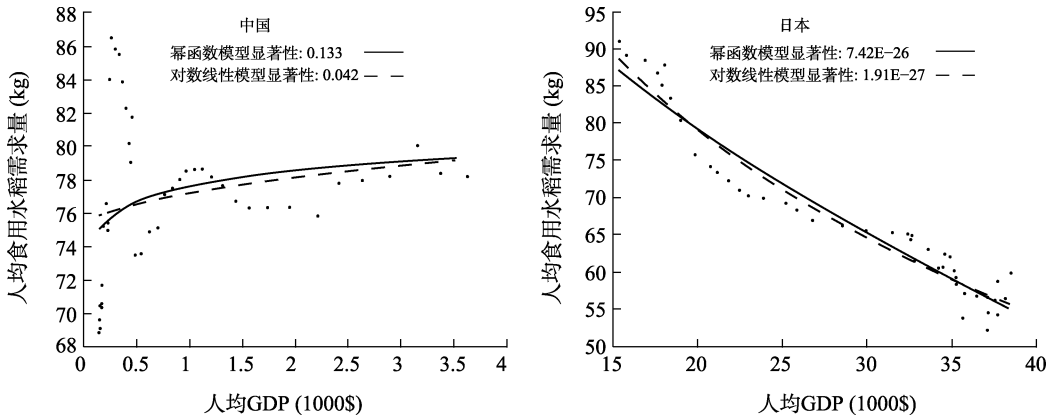 中国
幂函数模型显著性: 0.133
对数线性模型显著性: 0.042
人均食用水稻需求量 (kg)
88
86
84
82
80
78
76
74
72
70
68
0 0.5 1 1.5 2 2.5 3 3.5 4
人均GDP (1000$)
日本
幂函数模型显著性: 7.42E−26
对数线性模型显著性: 1.91E−27
人均食用水稻需求量 (kg)
95
90
85
80
75
70
65
60
55
50
15 20 25 30 35 40
人均GDP (1000$)